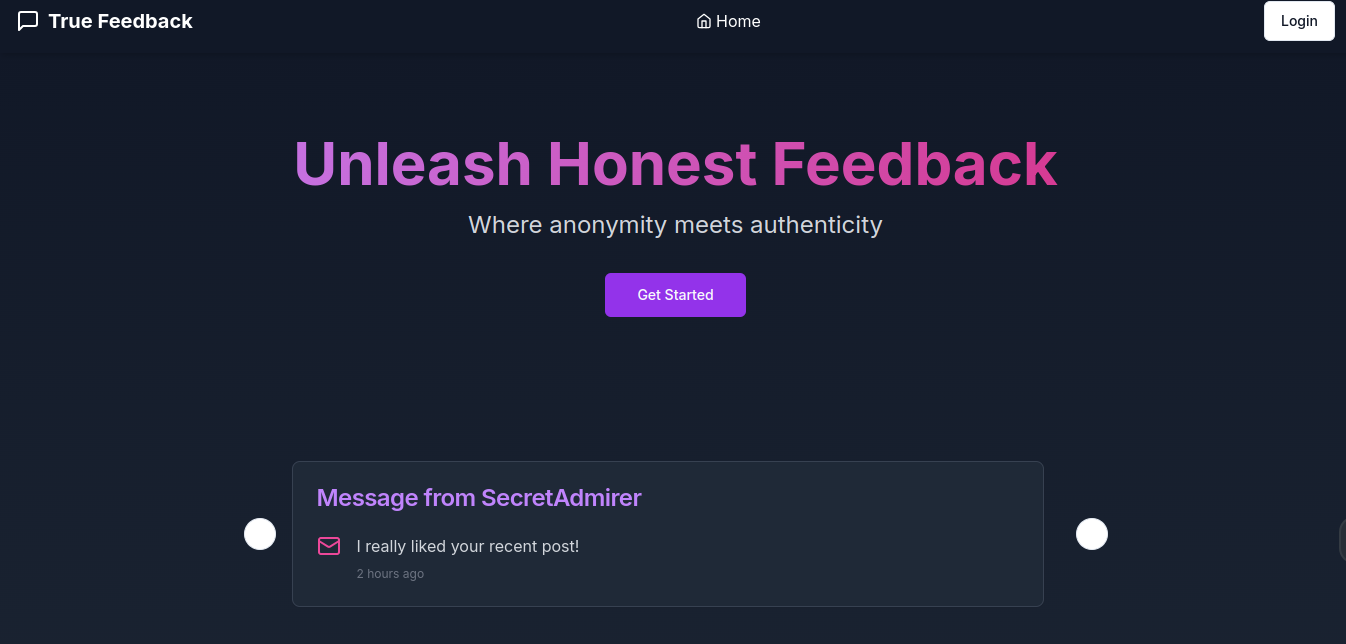 True Feedback
Home
Login
Unleash Honest Feedback
Where anonymity meets authenticity
Get Started
Message from SecretAdmirer
I really liked your recent post!
2 hours ago